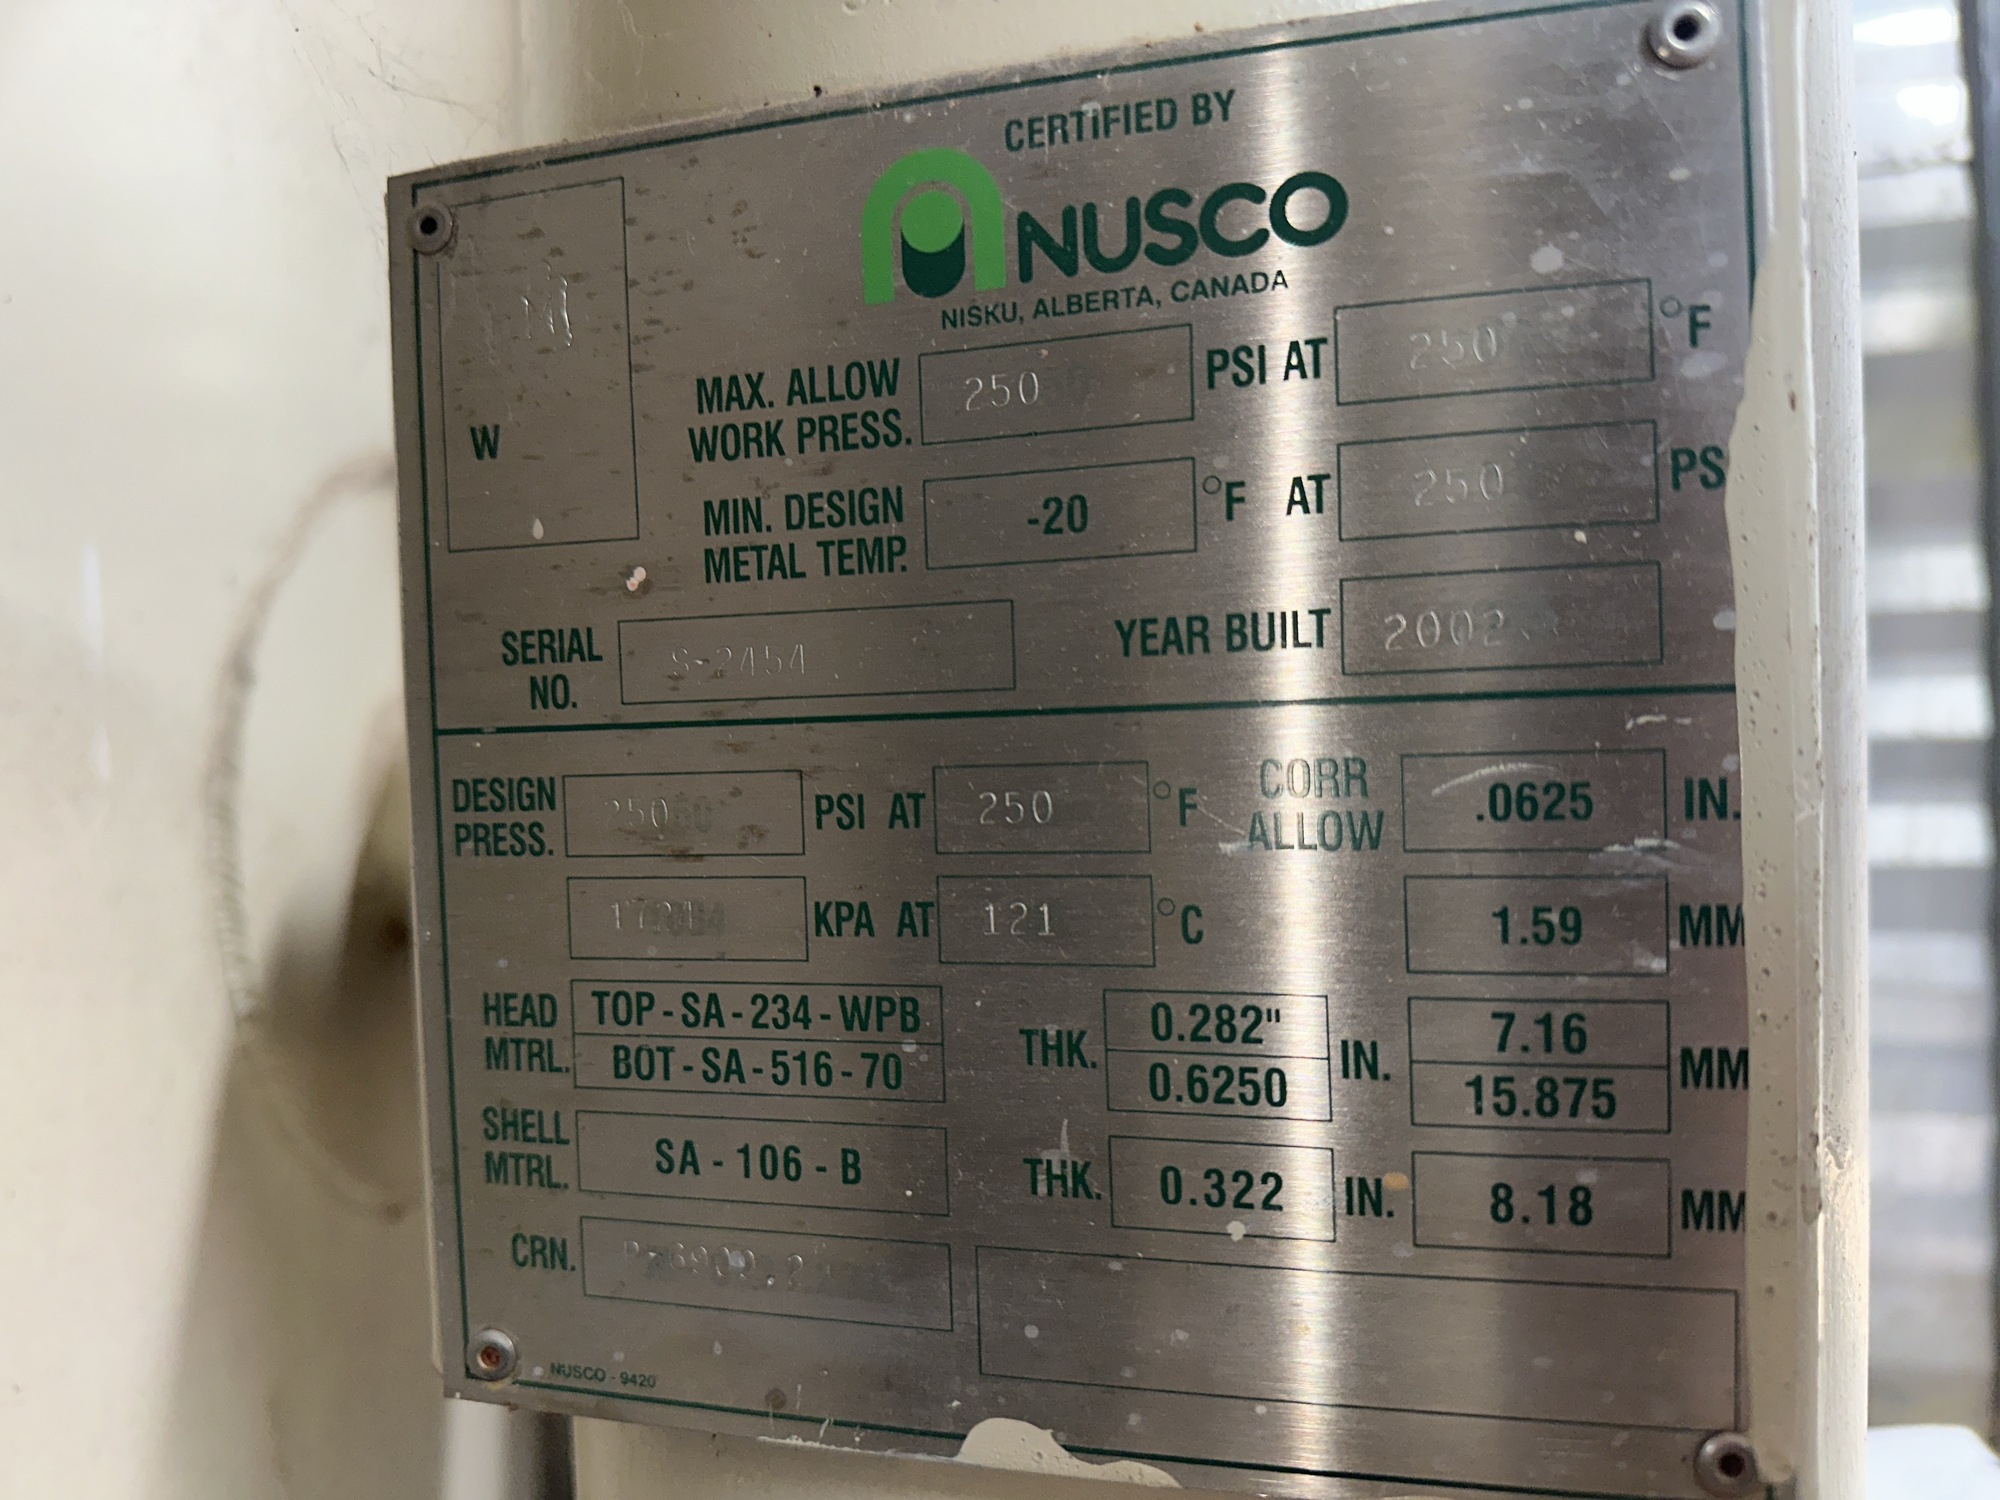 CERTIFIED BY
NUSCO
NISKU, ALBERTA, CANADA
W
MAX. ALLOW WORK PRESS. 250 PSI AT 250 °F
MIN. DESIGN METAL TEMP. -20 °F AT 250 PS
SERIAL NO. S-2454 YEAR BUILT 2002
DESIGN PRESS. 250 PSI AT 250 °F CORR ALLOW .0625 IN.
KPA AT 121 °C 1.59 MM
HEAD MTRL. TOP-SA-234-WPB THK. 0.282" IN. 7.16 MM
BOT-SA-516-70 0.6250 15.875
SHELL MTRL. SA-106-B THK. 0.322 IN. 8.18 MM
CRN.
NUSCO-9420